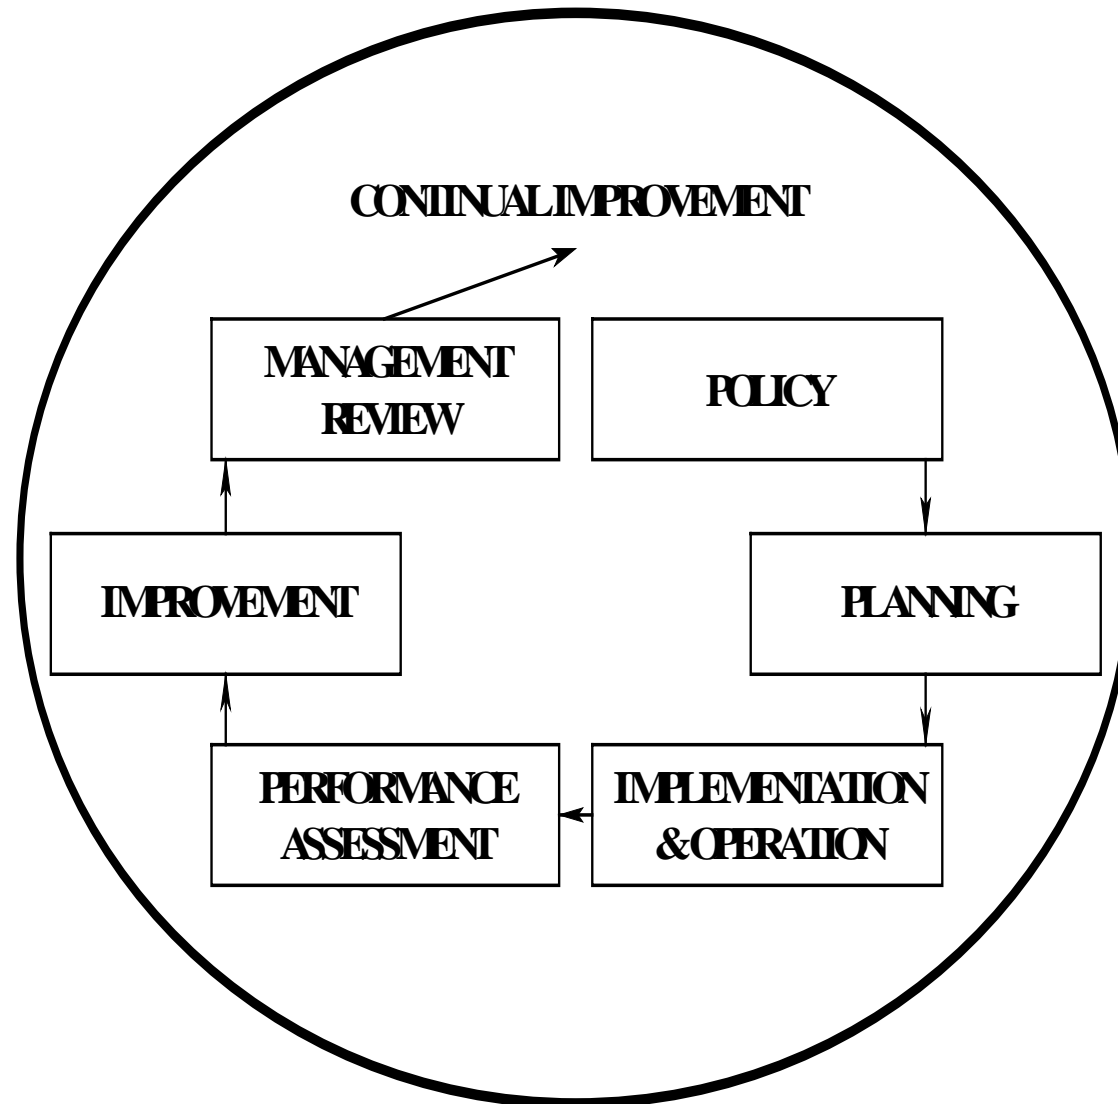 CONTINUAL IMPROVEMENT
MANAGEMENT
REVIEW
POLICY
IMPROVEMENT
PLANNING
PERFORMANCE
ASSESSMENT
IMPLEMENTATION
& OPERATION